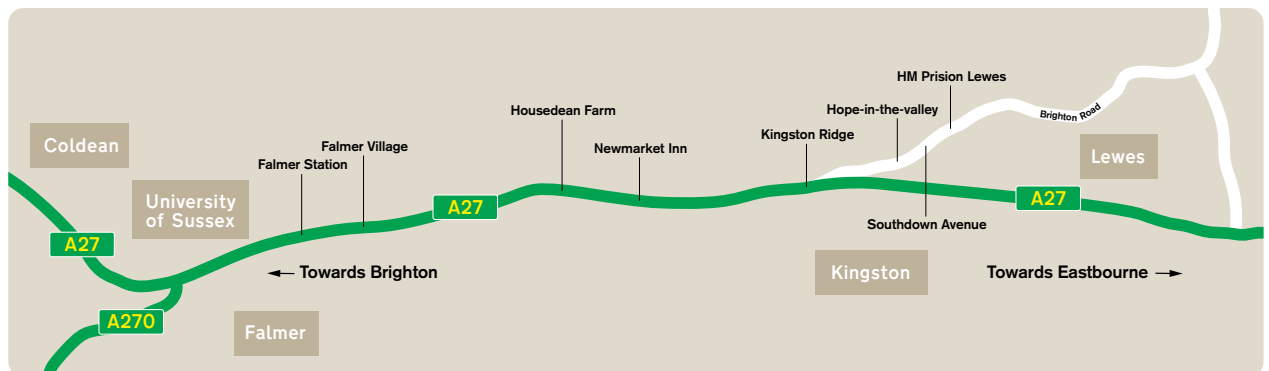 HM Prision Lewes
Hope-in-the-valley
Housedean Farm
Brighton Road
Kingston Ridge
Coldean
Falmer Village
Newmarket Inn
Lewes
Falmer Station
University
of Sussex
A27
A27
Southdown Avenue
A27
Towards Brighton
Kingston
Towards Eastbourne
A270
Falmer